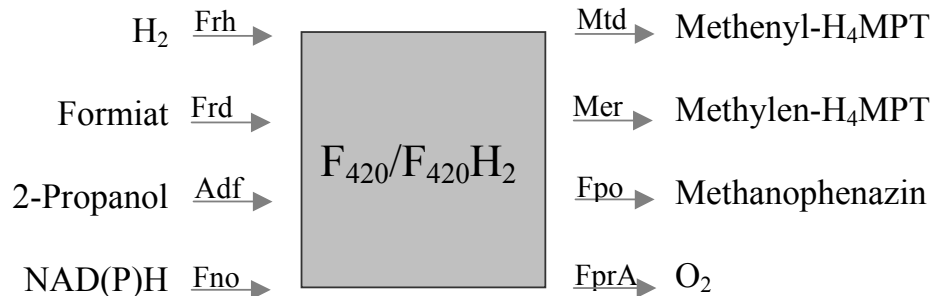 H₂ Frh Mtd Methenyl-H₄MPT
Formiat Frd Mer Methylen-H₄MPT
F₄₂₀/F₄₂₀H₂
2-Propanol Adf Fpo Methanophenazin
NAD(P)H Fno FprA O₂